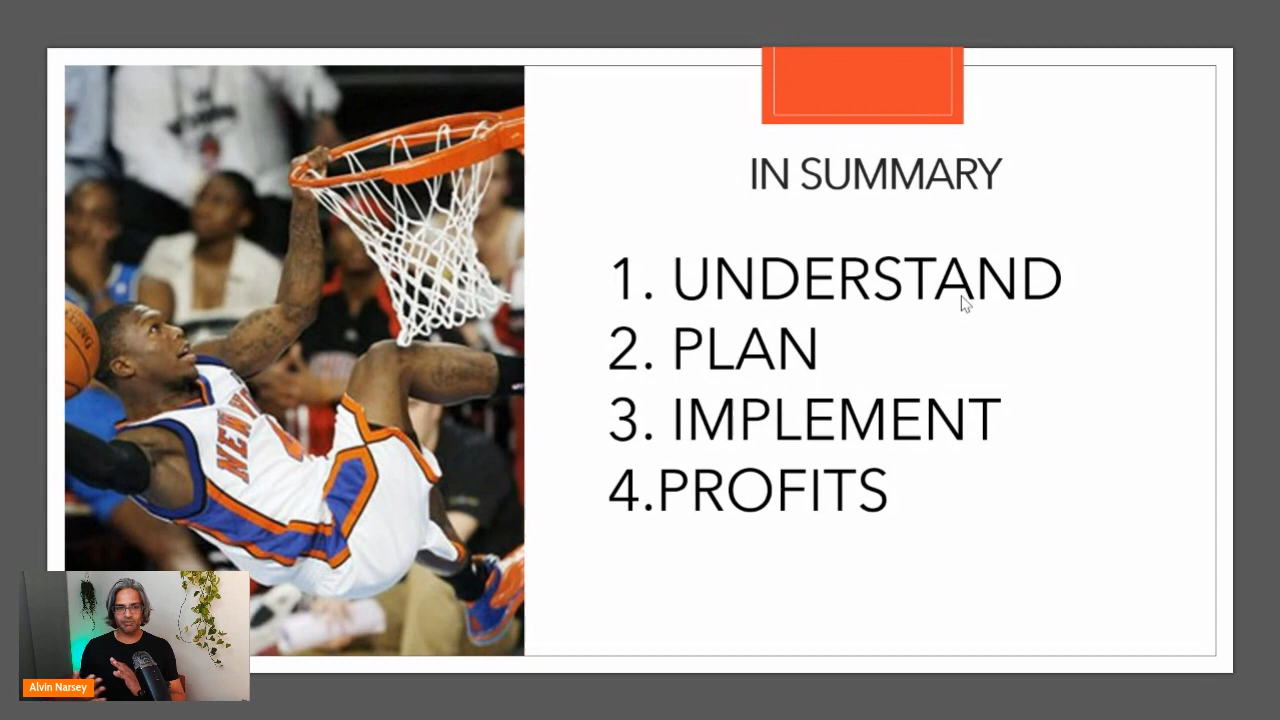 IN SUMMARY
1. UNDERSTAND
2. PLAN
3. IMPLEMENT
4.PROFITS
Alvin Narsey